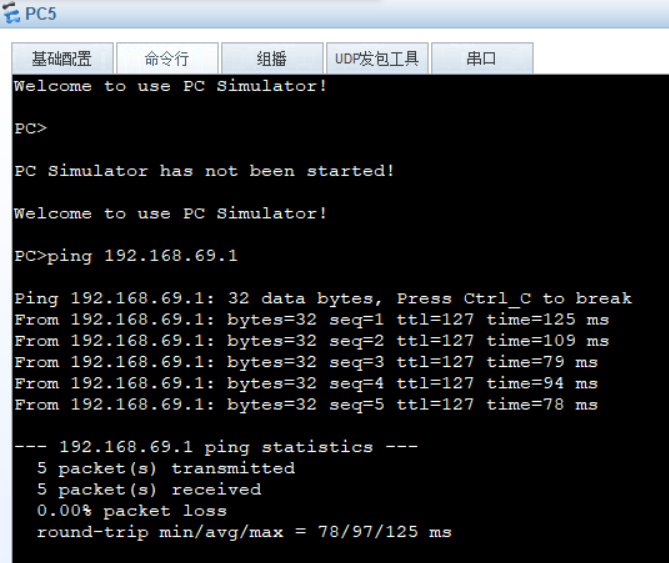 PC5
基础配置 命令行 组播 UDP发包工具 串口
Welcome to use PC Simulator!
PC>
PC Simulator has not been started!
Welcome to use PC Simulator!
PC>ping 192.168.69.1
Ping 192.168.69.1: 32 data bytes, Press Ctrl_C to break
From 192.168.69.1: bytes=32 seq=1 ttl=127 time=125 ms
From 192.168.69.1: bytes=32 seq=2 ttl=127 time=109 ms
From 192.168.69.1: bytes=32 seq=3 ttl=127 time=79 ms
From 192.168.69.1: bytes=32 seq=4 ttl=127 time=94 ms
From 192.168.69.1: bytes=32 seq=5 ttl=127 time=78 ms
--- 192.168.69.1 ping statistics ---
5 packet(s) transmitted
5 packet(s) received
0.00% packet loss
round-trip min/avg/max = 78/97/125 ms